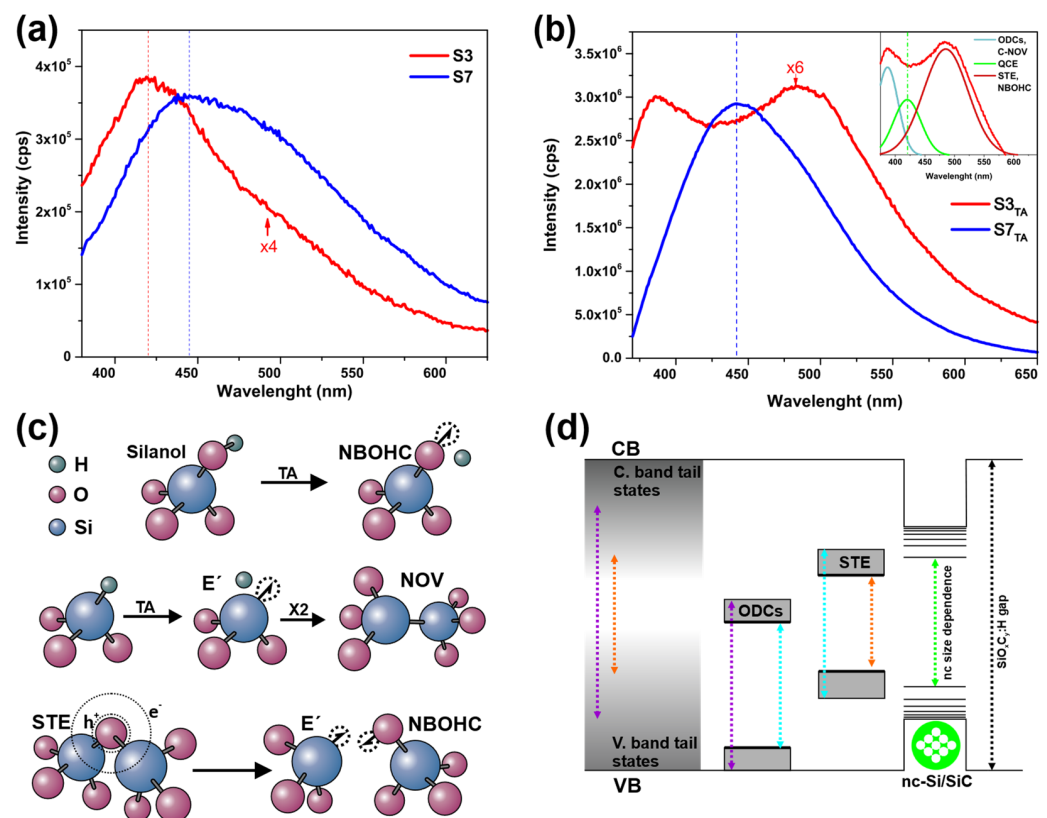 (a)
S3
S7
4x10⁵
3x10⁵
2x10⁵
1x10⁵
0
Intensity (cps)
x4
400 450 500 550 600
Wavelenght (nm)
(b)
3.5x10⁶
3.0x10⁶
2.5x10⁶
2.0x10⁶
1.5x10⁶
1.0x10⁶
5.0x10⁵
0.0
Intensity (cps)
x6
ODCs,
C-NOV
QCE
STE,
NBOHC
400 450 500 550 600
Wavelenght (nm)
S3TA
S7TA
400 450 500 550 600 650
Wavelenght (nm)
(c)
H
O
Si
Silanol
TA
NBOHC
TA
E´
X2
NOV
STE
h⁺
e⁻
E´
NBOHC
(d)
CB
C. band tail
states
ODCs
STE
nc size dependence
SiOxCy:H gap
V. band tail
states
VB
nc-Si/SiC